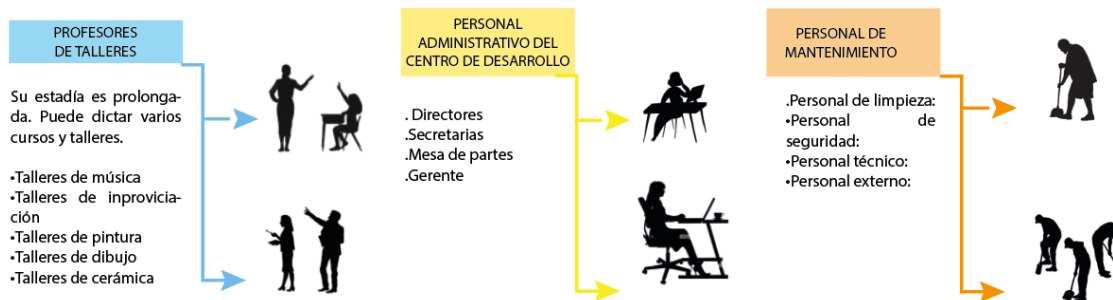 PROFESORES
DE TALLERES
Su estadía es prolonga-
da. Puede dictar varios
cursos y talleres.
•Talleres de música
•Talleres de inprovicia-
ción
•Talleres de pintura
•Talleres de dibujo
•Talleres de cerámica
PERSONAL
ADMINISTRATIVO DEL
CENTRO DE DESARROLLO
. Directores
.Secretarias
.Mesa de partes
.Gerente
PERSONAL DE
MANTENIMIENTO
.Personal de limpieza:
•Personal de
seguridad:
•Personal técnico:
•Personal externo: